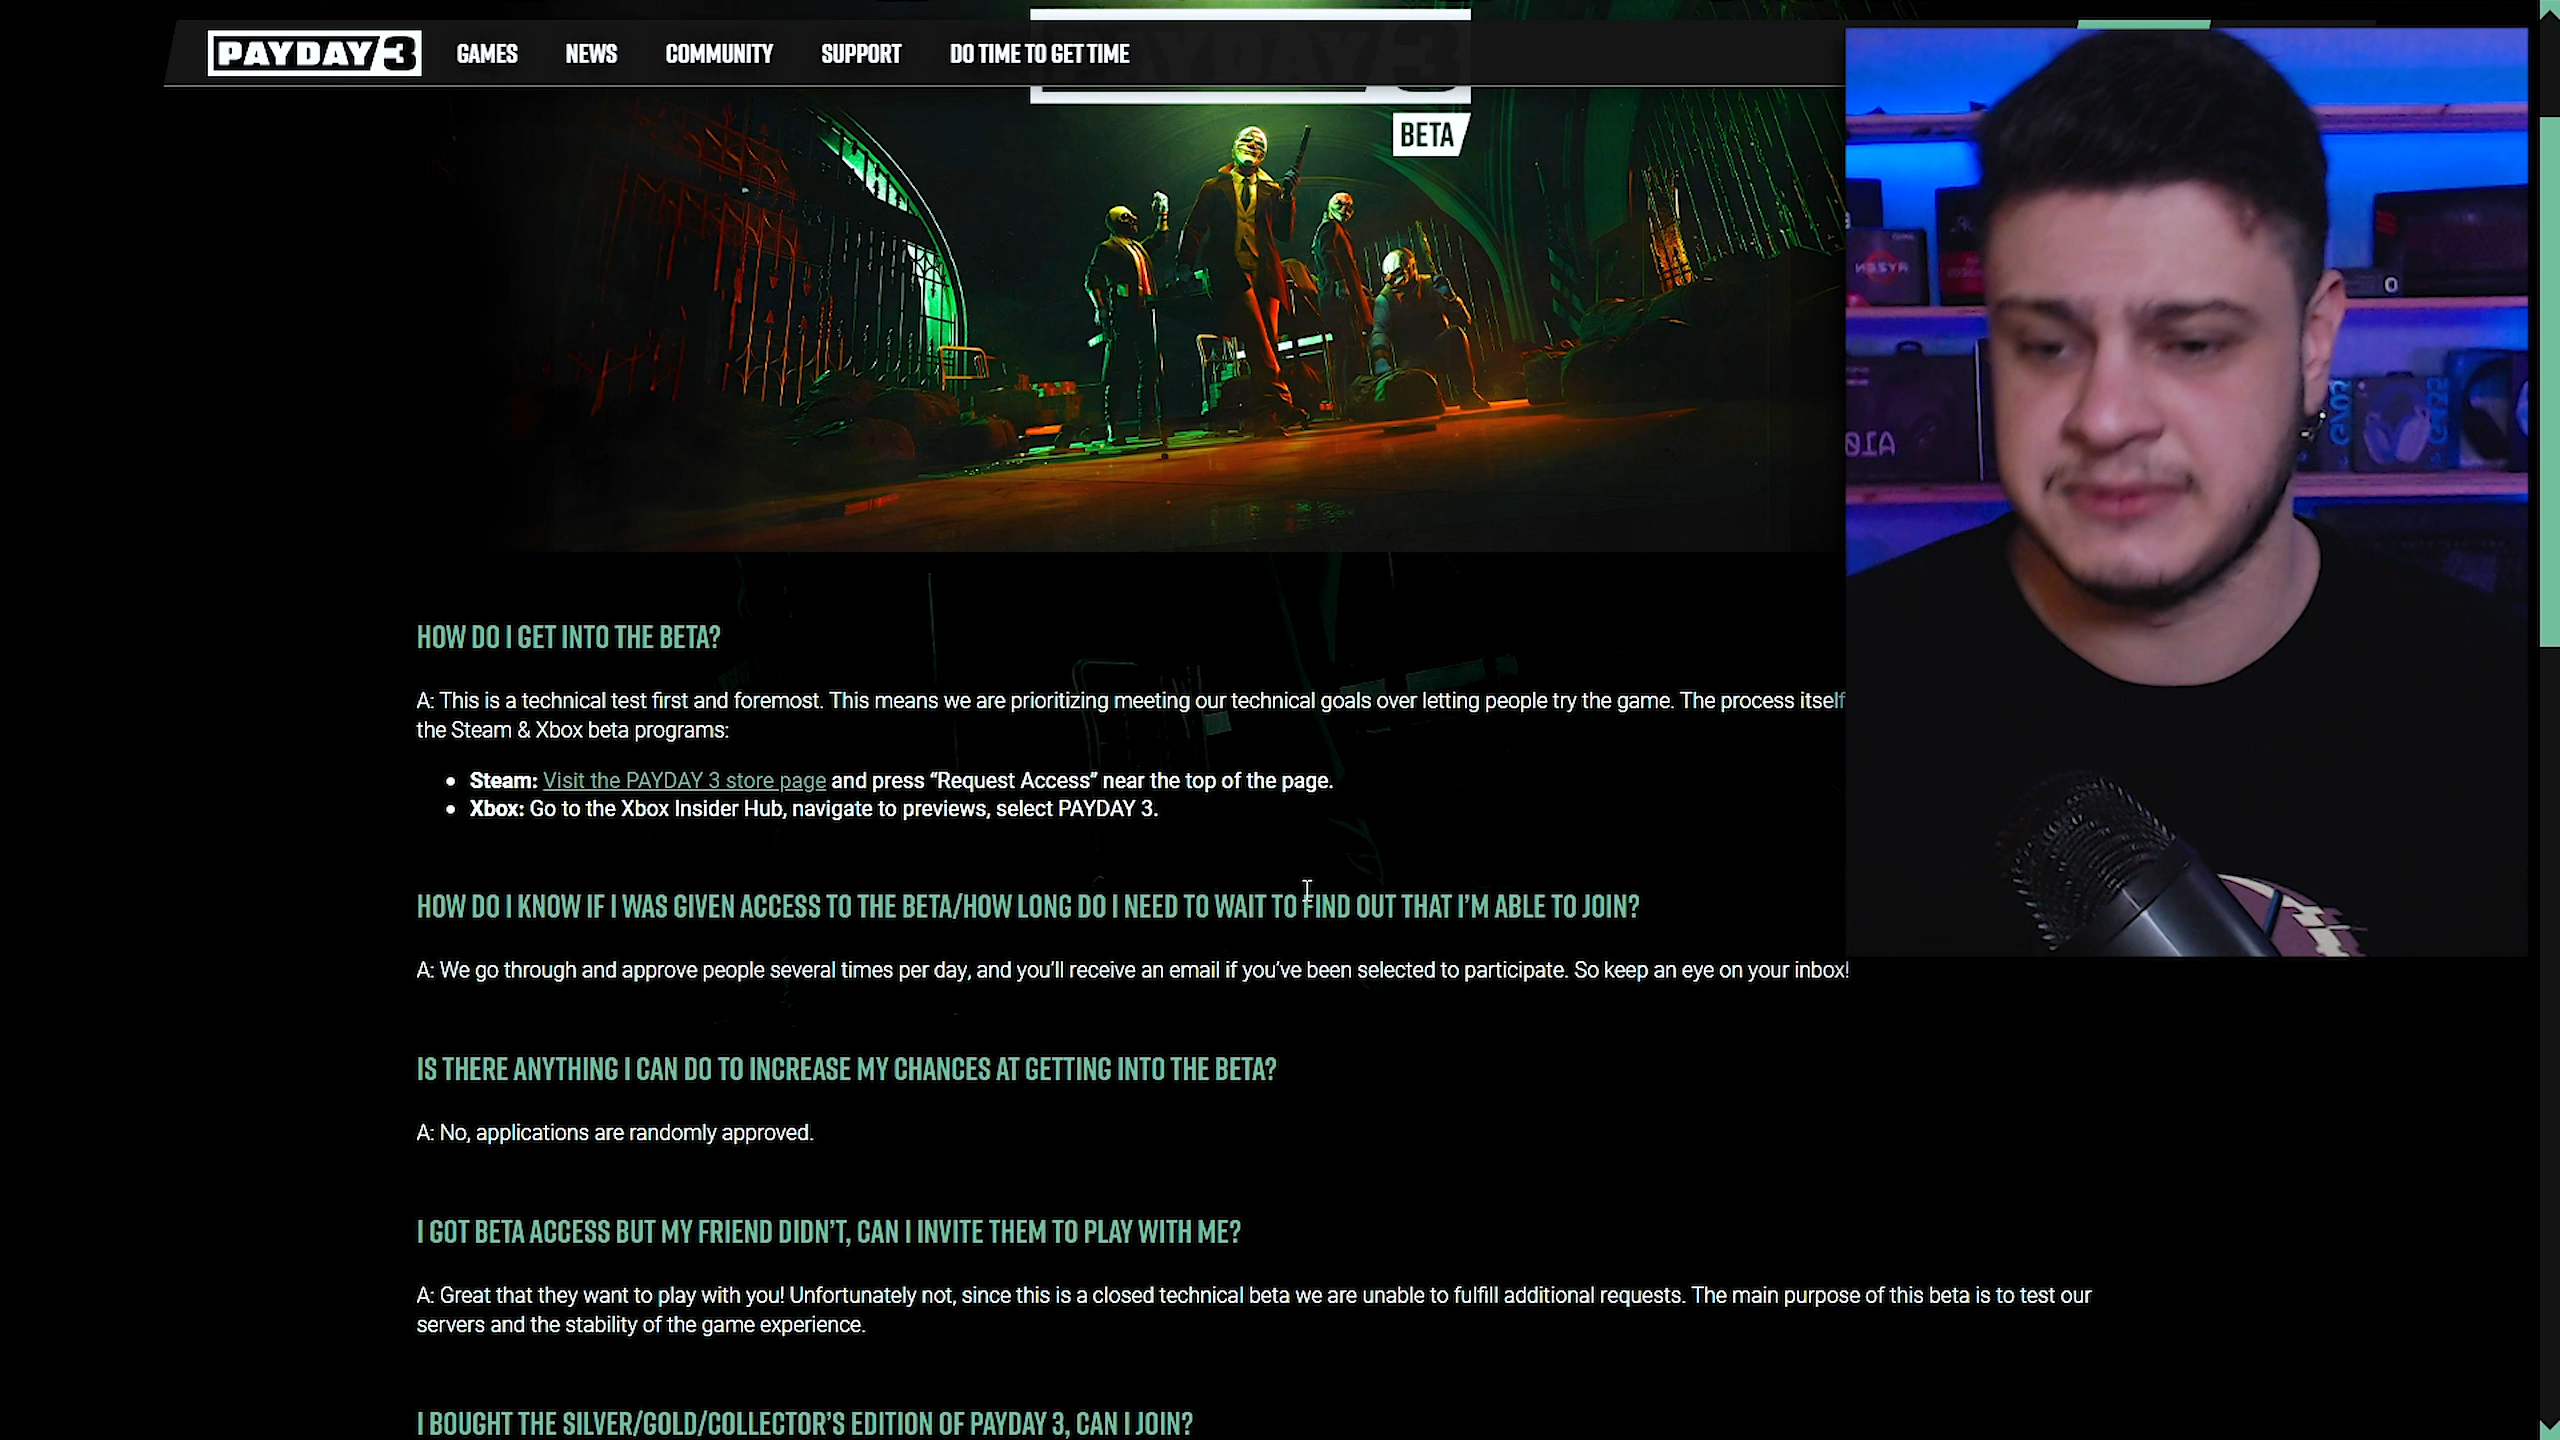 PAYDAY 3
GAMES
NEWS
COMMUNITY
SUPPORT
DO TIME TO GET TIME
BETA
HOW DO I GET INTO THE BETA?
A: This is a technical test first and foremost. This means we are prioritizing meeting our technical goals over letting people try the game. The process itself
the Steam & Xbox beta programs:
• Steam: Visit the PAYDAY 3 store page and press “Request Access” near the top of the page.
• Xbox: Go to the Xbox Insider Hub, navigate to previews, select PAYDAY 3.
HOW DO I KNOW IF I WAS GIVEN ACCESS TO THE BETA/HOW LONG DO I NEED TO WAIT TO FIND OUT THAT I’M ABLE TO JOIN?
A: We go through and approve people several times per day, and you’ll receive an email if you’ve been selected to participate. So keep an eye on your inbox!
IS THERE ANYTHING I CAN DO TO INCREASE MY CHANCES AT GETTING INTO THE BETA?
A: No, applications are randomly approved.
I GOT BETA ACCESS BUT MY FRIEND DIDN’T, CAN I INVITE THEM TO PLAY WITH ME?
A: Great that they want to play with you! Unfortunately not, since this is a closed technical beta we are unable to fulfill additional requests. The main purpose of this beta is to test our
servers and the stability of the game experience.
I BOUGHT THE SILVER/GOLD/COLLECTOR’S EDITION OF PAYDAY 3, CAN I JOIN?
RYZEN
A10